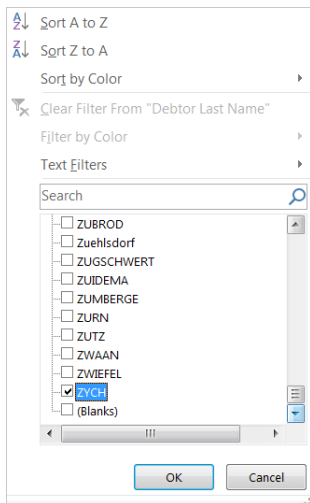 Sort A to Z
Sort Z to A
Sort by Color
Clear Filter From "Debtor Last Name"
Filter by Color
Text Filters
Search
ZUBROD
Zuehlsdorf
ZUGSCHWERT
ZUIDEMA
ZUMBERGE
ZURN
ZUTZ
ZWAAN
ZWIEFEL
ZYCH
(Blanks)
OK Cancel